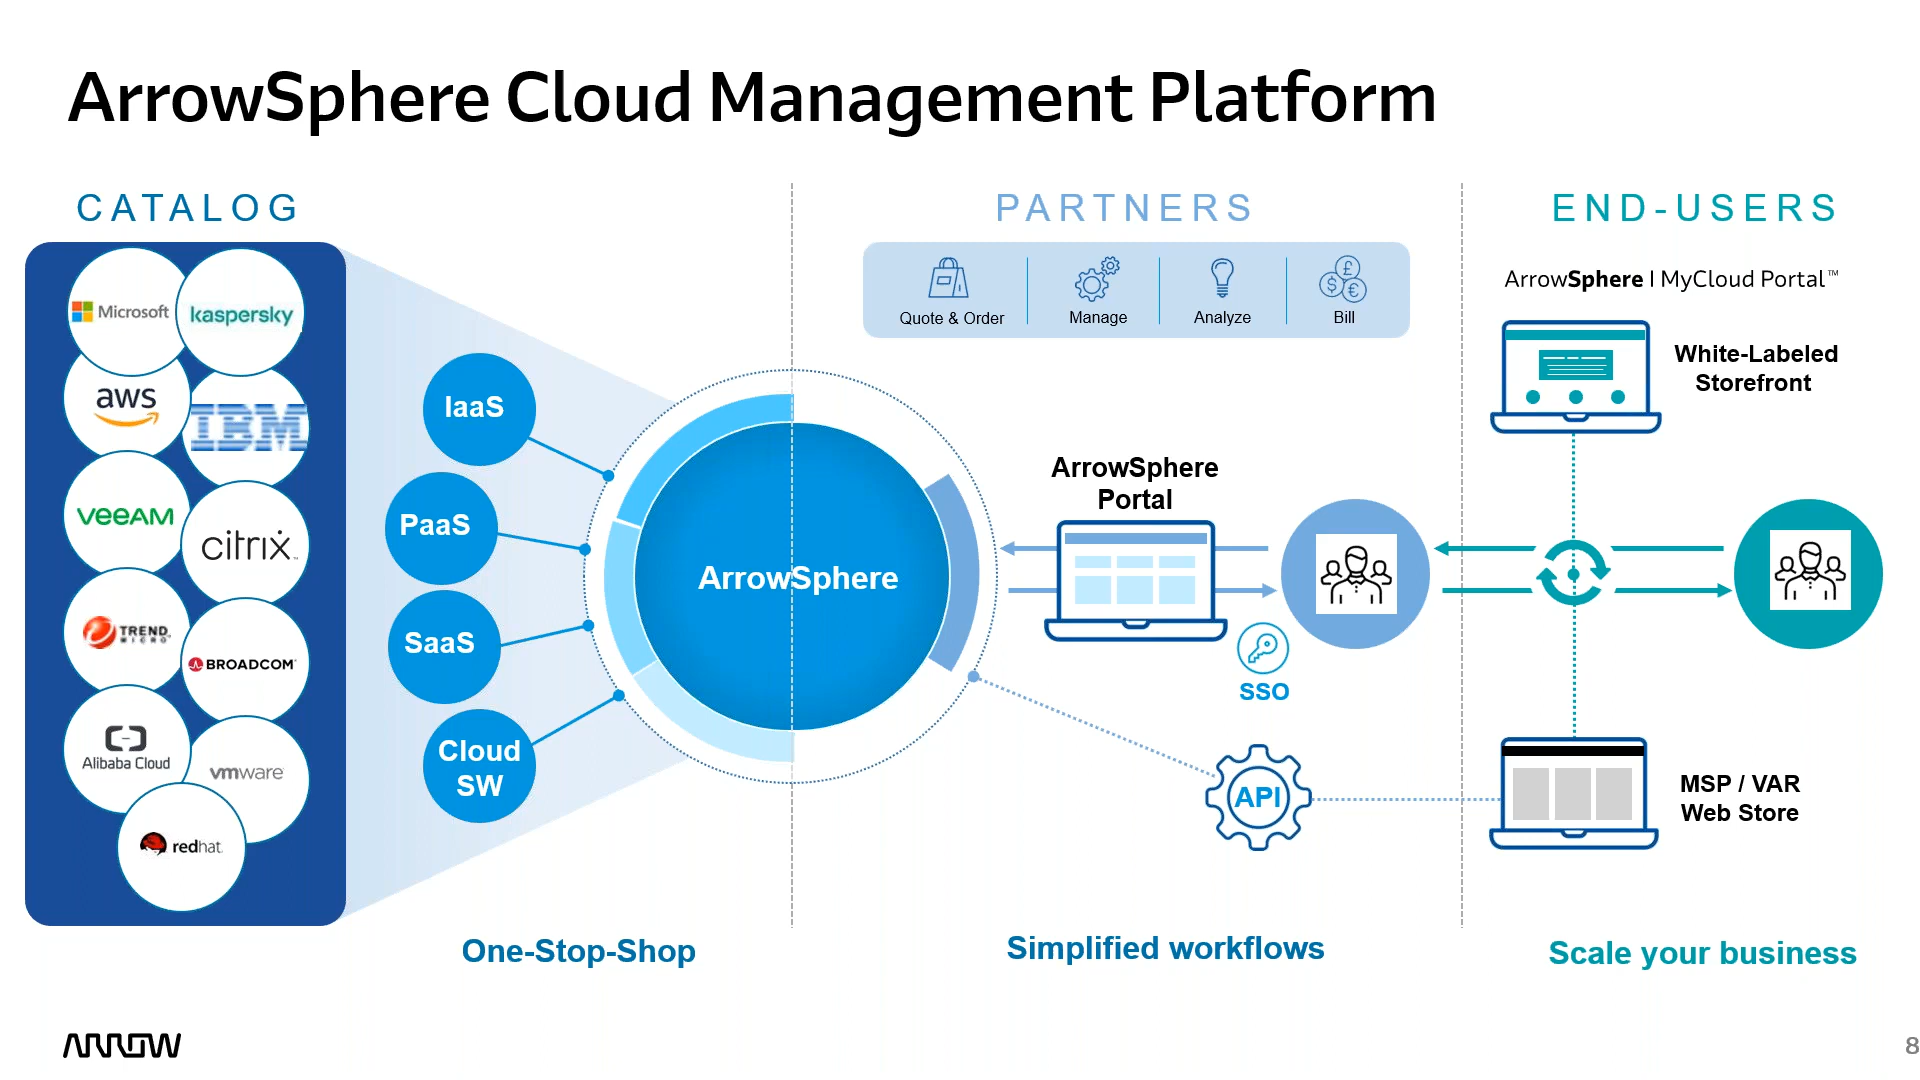 ArrowSphere Cloud Management Platform
CATALOG
Microsoft
kaspersky
aws
IBM
veeam
citrix
TREND
MICRO
BROADCOM
Alibaba Cloud
vmware
redhat.
IaaS
PaaS
SaaS
Cloud
SW
ArrowSphere
One-Stop-Shop
PARTNERS
Quote & Order
Manage
Analyze
£
$
€
Bill
ArrowSphere
Portal
SSO
API
Simplified workflows
END-USERS
ArrowSphere | MyCloud Portal™
White-Labeled
Storefront
MSP / VAR
Web Store
Scale your business
ARROW
8